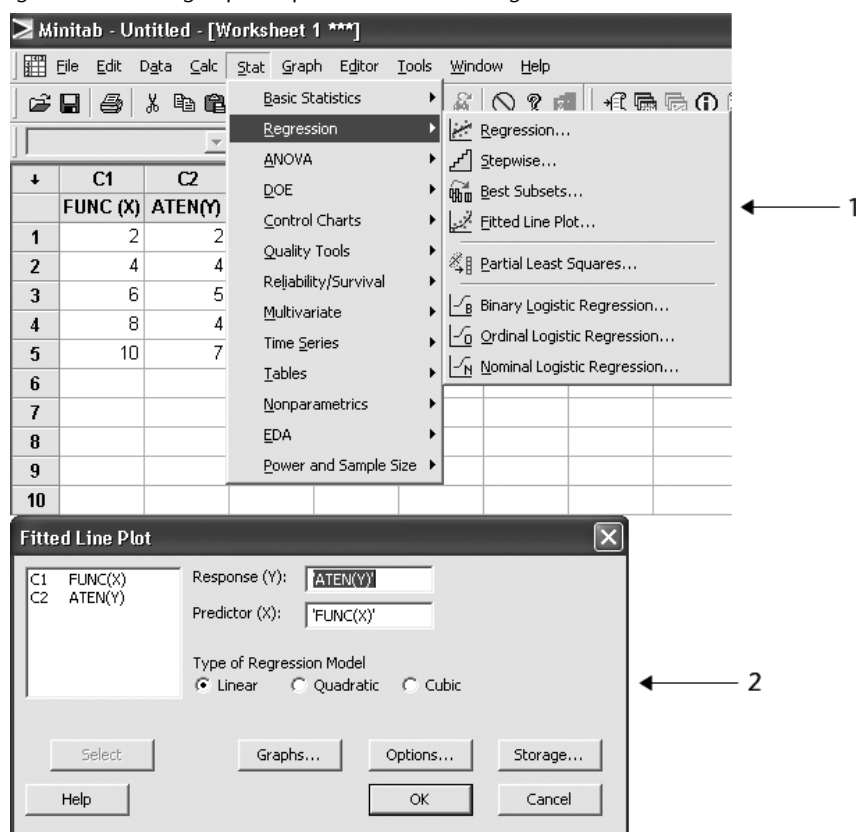 Minitab - Untitled - [Worksheet 1 ***]
File Edit Data Calc Stat Graph Editor Tools Window Help
Basic Statistics
Regression
ANOVA
DOE
Control Charts
Quality Tools
Reliability/Survival
Multivariate
Time Series
Tables
Nonparametrics
EDA
Power and Sample Size
Regression...
Stepwise...
Best Subsets...
Fitted Line Plot...
Partial Least Squares...
Binary Logistic Regression...
Ordinal Logistic Regression...
Nominal Logistic Regression...
1
C1 C2
FUNC (X) ATEN(Y)
1 2 2
2 4 4
3 6 5
4 8 4
5 10 7
6
7
8
9
10
Fitted Line Plot
C1 FUNC(X)
C2 ATEN(Y)
Response (Y): 'ATEN(Y)'
Predictor (X): 'FUNC(X)'
Type of Regression Model
Linear Quadratic Cubic
2
Select Graphs... Options... Storage...
Help OK Cancel